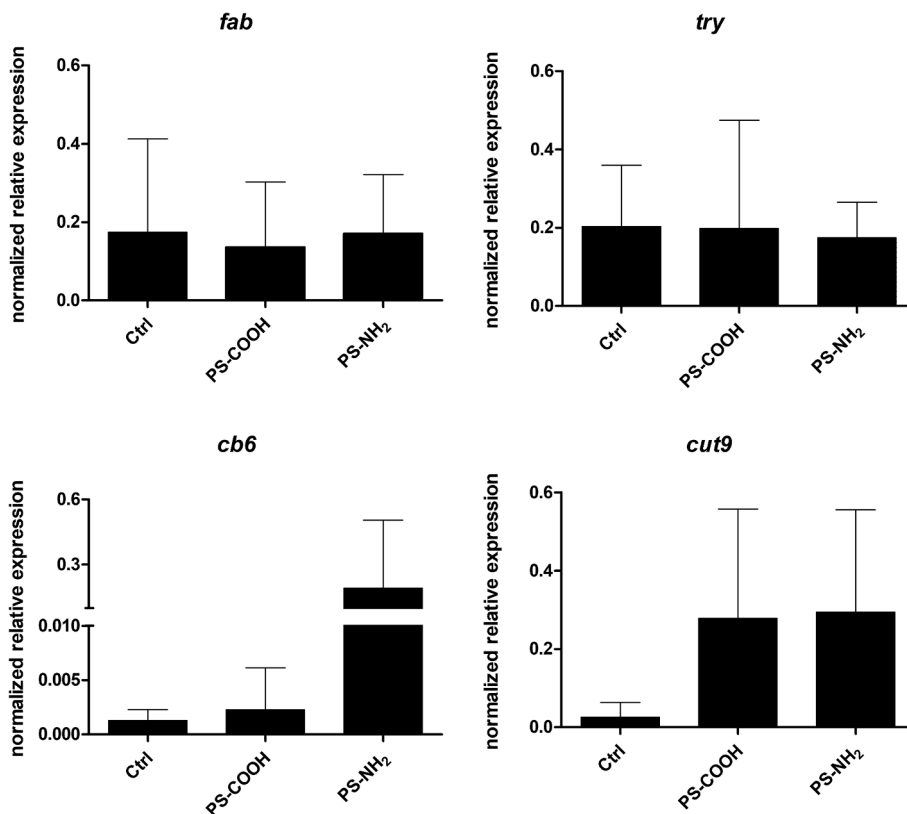 fab
normalized relative expression
0.6
0.4
0.2
0.0
Ctrl
PS-COOH
PS-NH₂
try
normalized relative expression
0.6
0.4
0.2
0.0
Ctrl
PS-COOH
PS-NH₂
cb6
normalized relative expression
0.6
0.3
0.010
0.005
0.000
Ctrl
PS-COOH
PS-NH₂
cut9
normalized relative expression
0.6
0.4
0.2
0.0
Ctrl
PS-COOH
PS-NH₂